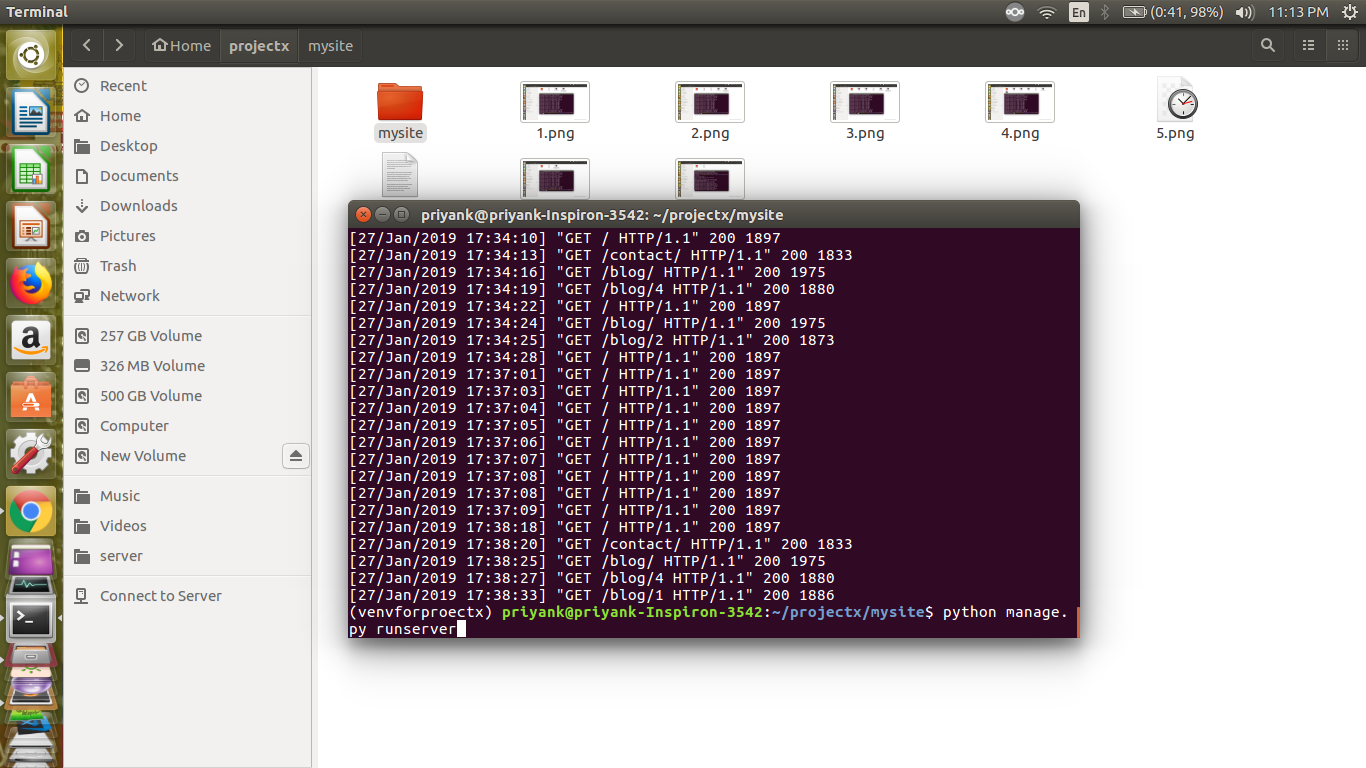 Terminal
En
(0:41, 98%)
11:13 PM
Home
projectx
mysite
Recent
Home
Desktop
Documents
Downloads
Pictures
Trash
Network
257 GB Volume
326 MB Volume
500 GB Volume
Computer
New Volume
Music
Videos
server
Connect to Server
mysite
1.png
2.png
3.png
4.png
5.png
priyank@priyank-Inspiron-3542: ~/projectx/mysite
[27/Jan/2019 17:34:10] "GET / HTTP/1.1" 200 1897
[27/Jan/2019 17:34:13] "GET /contact/ HTTP/1.1" 200 1833
[27/Jan/2019 17:34:16] "GET /blog/ HTTP/1.1" 200 1975
[27/Jan/2019 17:34:19] "GET /blog/4 HTTP/1.1" 200 1880
[27/Jan/2019 17:34:22] "GET / HTTP/1.1" 200 1897
[27/Jan/2019 17:34:24] "GET /blog/ HTTP/1.1" 200 1975
[27/Jan/2019 17:34:25] "GET /blog/2 HTTP/1.1" 200 1873
[27/Jan/2019 17:34:28] "GET / HTTP/1.1" 200 1897
[27/Jan/2019 17:37:01] "GET / HTTP/1.1" 200 1897
[27/Jan/2019 17:37:03] "GET / HTTP/1.1" 200 1897
[27/Jan/2019 17:37:04] "GET / HTTP/1.1" 200 1897
[27/Jan/2019 17:37:05] "GET / HTTP/1.1" 200 1897
[27/Jan/2019 17:37:06] "GET / HTTP/1.1" 200 1897
[27/Jan/2019 17:37:07] "GET / HTTP/1.1" 200 1897
[27/Jan/2019 17:37:08] "GET / HTTP/1.1" 200 1897
[27/Jan/2019 17:37:08] "GET / HTTP/1.1" 200 1897
[27/Jan/2019 17:37:09] "GET / HTTP/1.1" 200 1897
[27/Jan/2019 17:38:18] "GET / HTTP/1.1" 200 1897
[27/Jan/2019 17:38:20] "GET /contact/ HTTP/1.1" 200 1833
[27/Jan/2019 17:38:25] "GET /blog/ HTTP/1.1" 200 1975
[27/Jan/2019 17:38:27] "GET /blog/4 HTTP/1.1" 200 1880
[27/Jan/2019 17:38:33] "GET /blog/1 HTTP/1.1" 200 1886
(venvforproectx) priyank@priyank-Inspiron-3542:~/projectx/mysite$ python manage.
py runserver